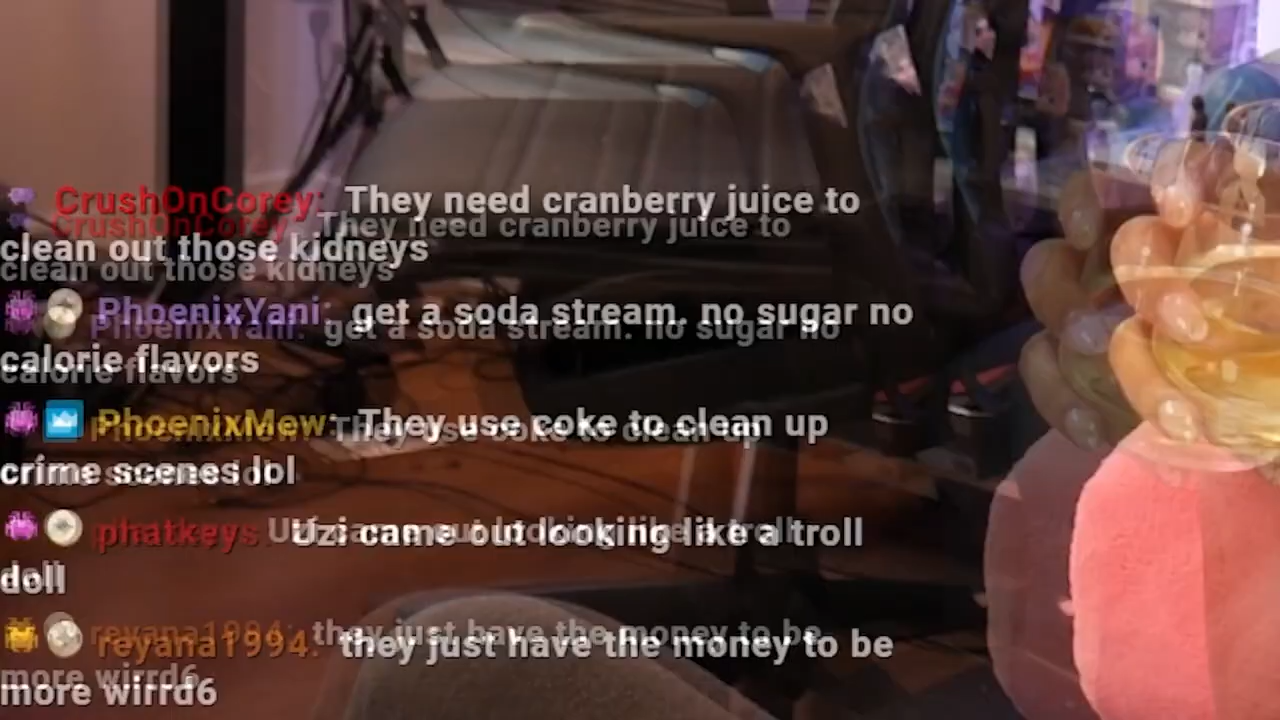 CrushOnCorey: They need cranberry juice to
clean out those kidneys
PhoenixYani: get a soda stream. no sugar no
calorie flavors
PhoenixMew: They use coke to clean up
crime scenes lol
phatkeys: Uzi came out looking like a troll
doll
reyana1994: they just have the money to be
more wirrd6